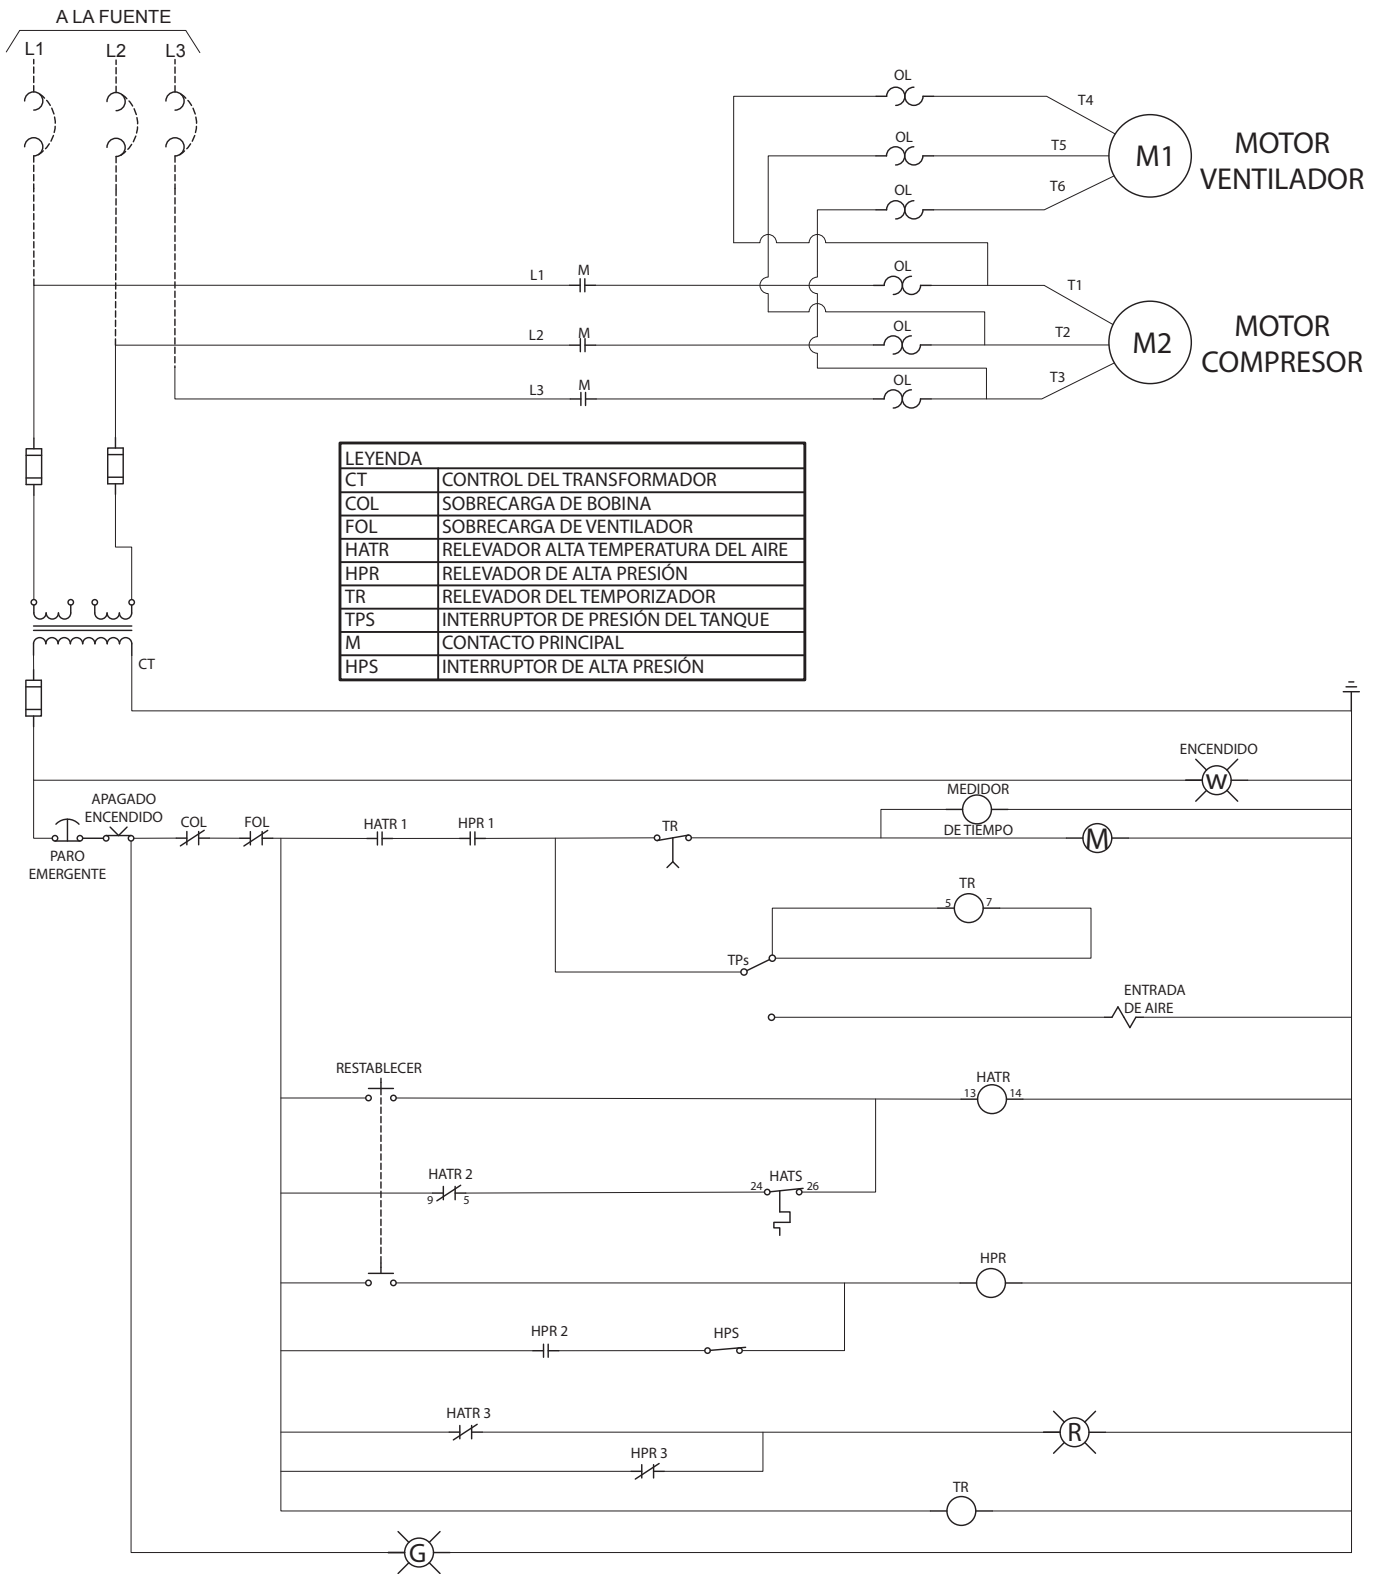 A LA FUENTE
L1 L2 L3
OL
T4
OL
T5
M1
MOTOR
VENTILADOR
OL
T6
L1 M OL T1
L2 M OL T2
M2
MOTOR
COMPRESOR
L3 M OL T3
LEYENDA
CT CONTROL DEL TRANSFORMADOR
COL SOBRECARGA DE BOBINA
FOL SOBRECARGA DE VENTILADOR
HATR RELEVADOR ALTA TEMPERATURA DEL AIRE
HPR RELEVADOR DE ALTA PRESIÓN
TR RELEVADOR DEL TEMPORIZADOR
TPS INTERRUPTOR DE PRESIÓN DEL TANQUE
M CONTACTO PRINCIPAL
HPS INTERRUPTOR DE ALTA PRESIÓN
CT
ENCENDIDO
W
APAGADO
ENCENDIDO
PARO
EMERGENTE
COL FOL HATR 1 HPR 1 TR
MEDIDOR
DE TIEMPO
M
TR
5 7
TPs
ENTRADA
DE AIRE
RESTABLECER
HATR
13 14
HATR 2
9 5
HATS
24 26
HPR
HPR 2 HPS
HATR 3
R
HPR 3
TR
G